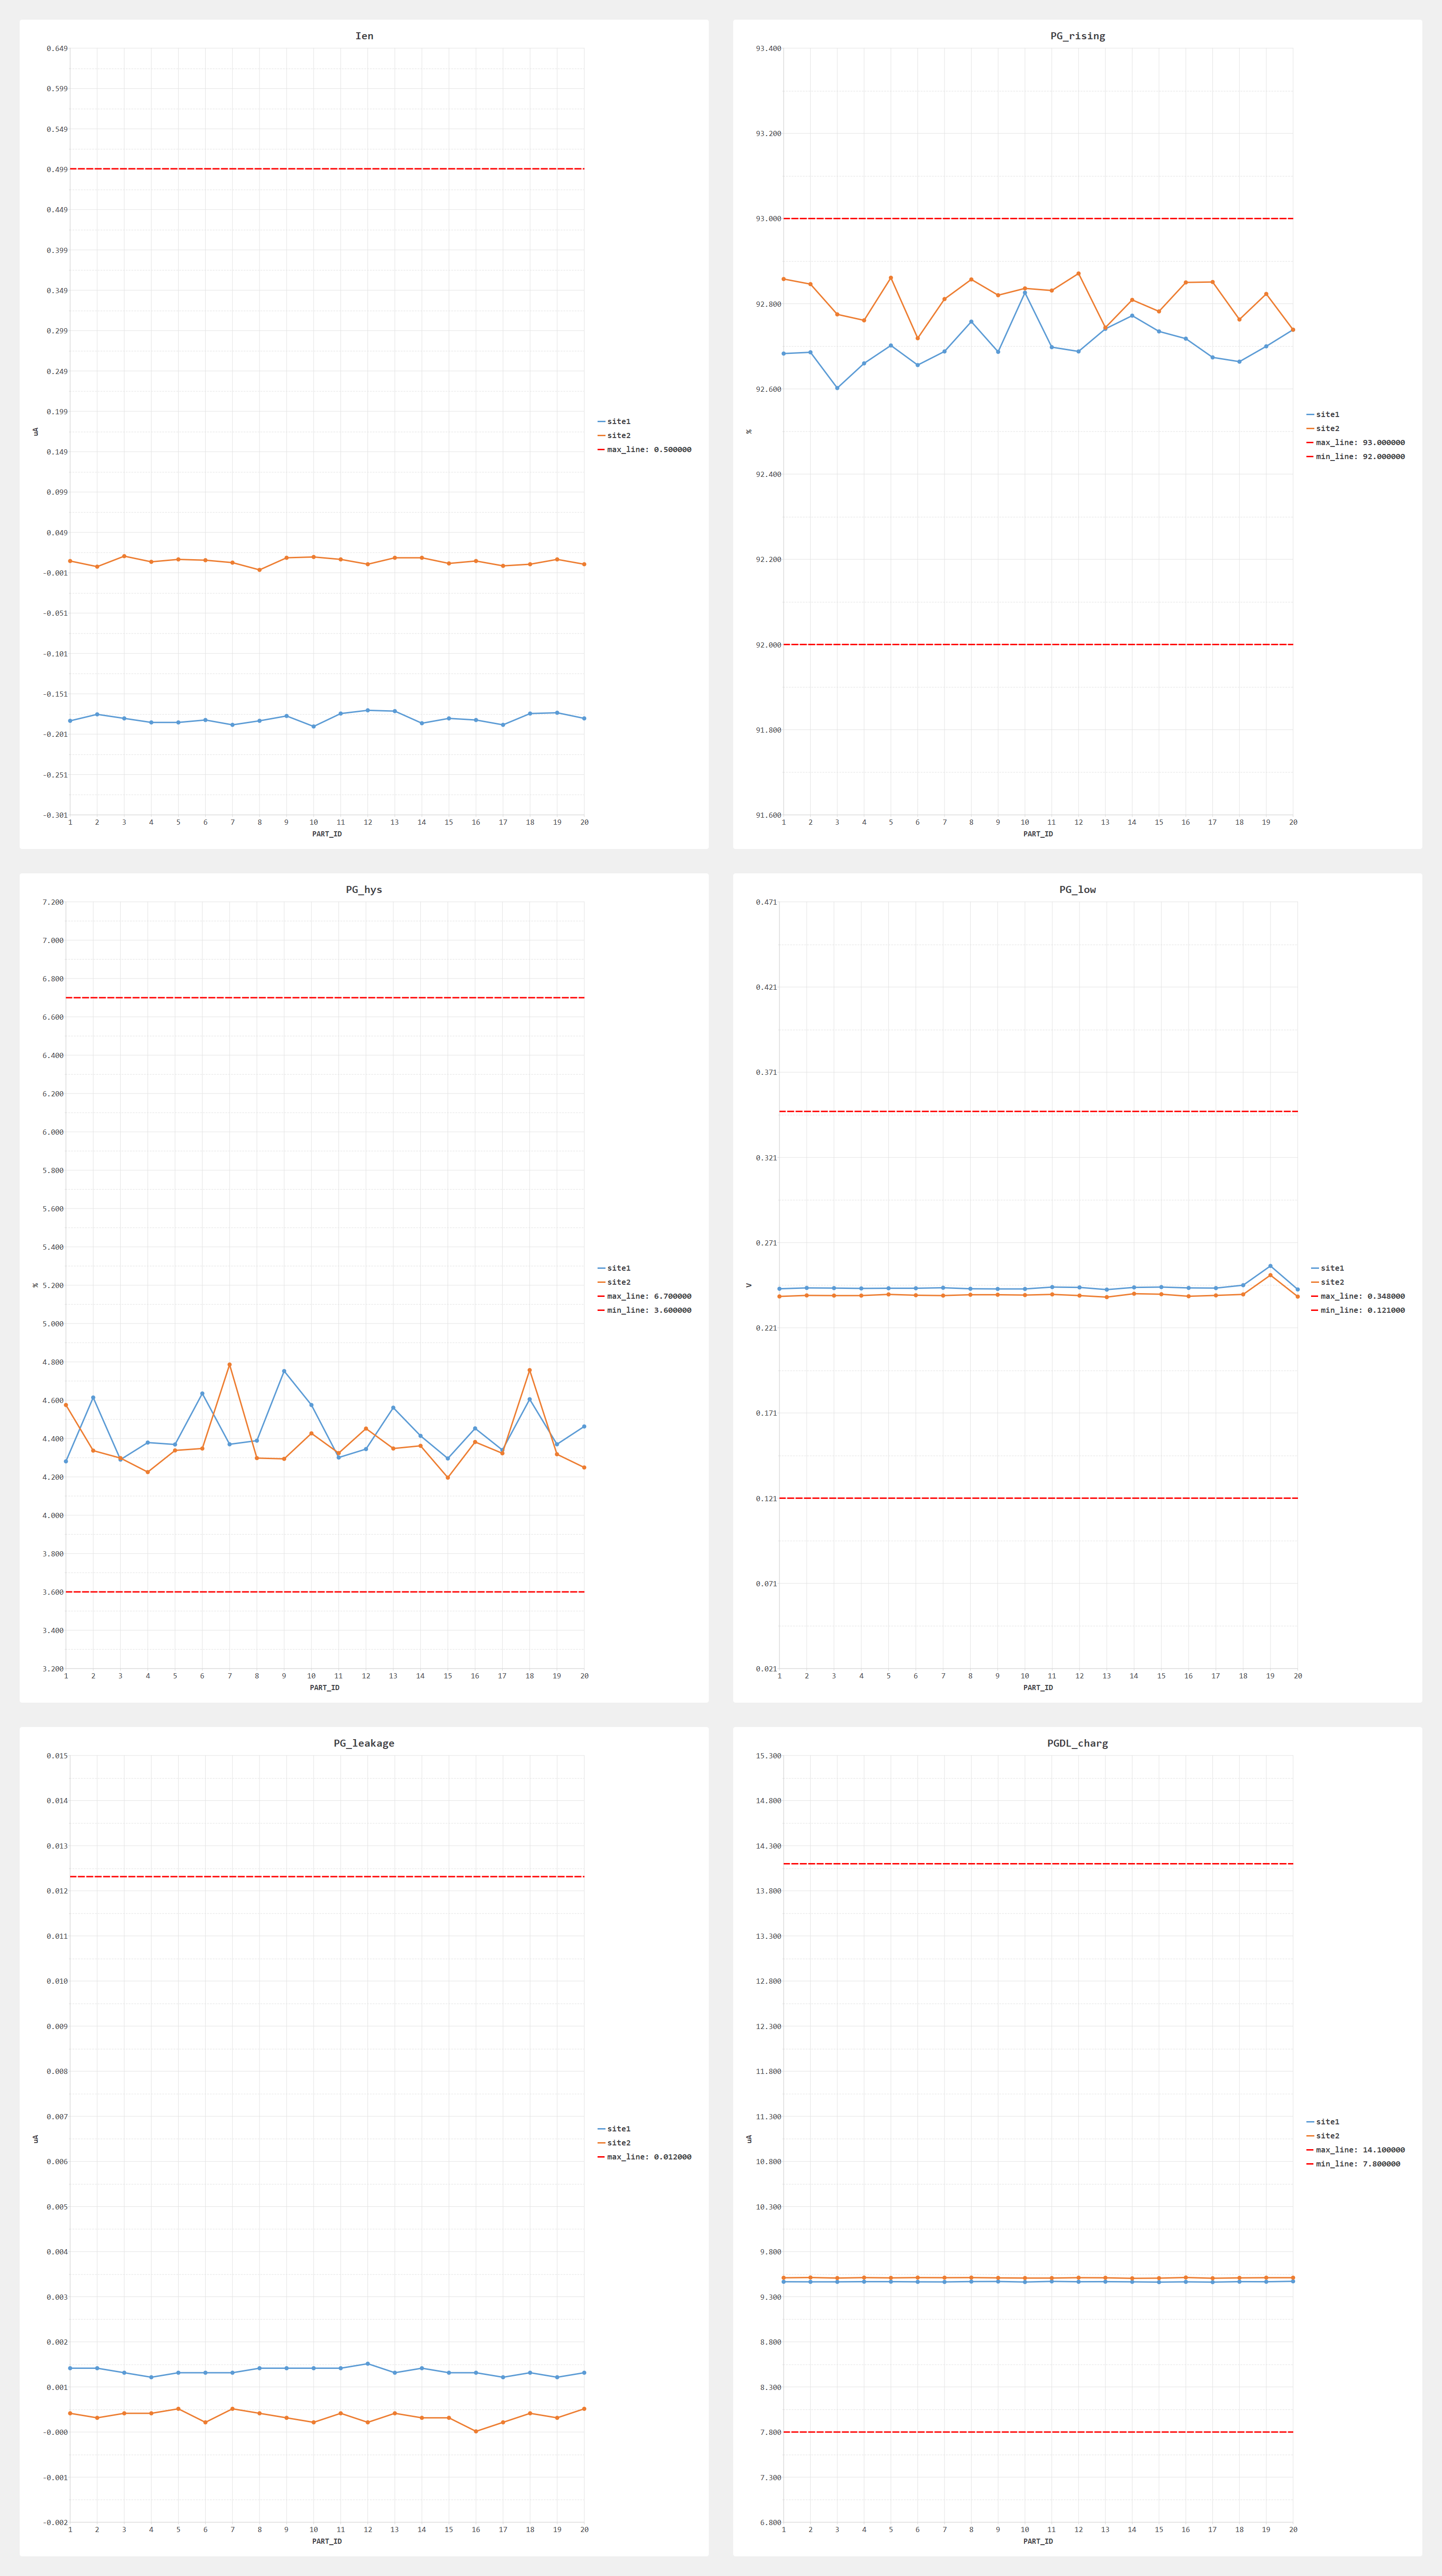 Ien
0.649
0.599
0.549
0.499
0.449
0.399
0.349
0.299
0.249
0.199
0.149
0.099
0.049
-0.001
-0.051
-0.101
-0.151
-0.201
-0.251
-0.301
uA
1 2 3 4 5 6 7 8 9 10 11 12 13 14 15 16 17 18 19 20
PART_ID
site1
site2
max_line: 0.500000
PG_rising
93.400
93.200
93.000
92.800
92.600
92.400
92.200
92.000
91.800
91.600
%
1 2 3 4 5 6 7 8 9 10 11 12 13 14 15 16 17 18 19 20
PART_ID
site1
site2
max_line: 93.000000
min_line: 92.000000
PG_hys
7.200
7.000
6.800
6.600
6.400
6.200
6.000
5.800
5.600
5.400
5.200
5.000
4.800
4.600
4.400
4.200
4.000
3.800
3.600
3.400
3.200
%
1 2 3 4 5 6 7 8 9 10 11 12 13 14 15 16 17 18 19 20
PART_ID
site1
site2
max_line: 6.700000
min_line: 3.600000
PG_low
0.471
0.421
0.371
0.321
0.271
0.221
0.171
0.121
0.071
0.021
V
1 2 3 4 5 6 7 8 9 10 11 12 13 14 15 16 17 18 19 20
PART_ID
site1
site2
max_line: 0.348000
min_line: 0.121000
PG_leakage
0.015
0.014
0.013
0.012
0.011
0.010
0.009
0.008
0.007
0.006
0.005
0.004
0.003
0.002
0.001
-0.000
-0.001
-0.002
uA
1 2 3 4 5 6 7 8 9 10 11 12 13 14 15 16 17 18 19 20
PART_ID
site1
site2
max_line: 0.012000
PGDL_charg
15.300
14.800
14.300
13.800
13.300
12.800
12.300
11.800
11.300
10.800
10.300
9.800
9.300
8.800
8.300
7.800
7.300
6.800
uA
1 2 3 4 5 6 7 8 9 10 11 12 13 14 15 16 17 18 19 20
PART_ID
site1
site2
max_line: 14.100000
min_line: 7.800000